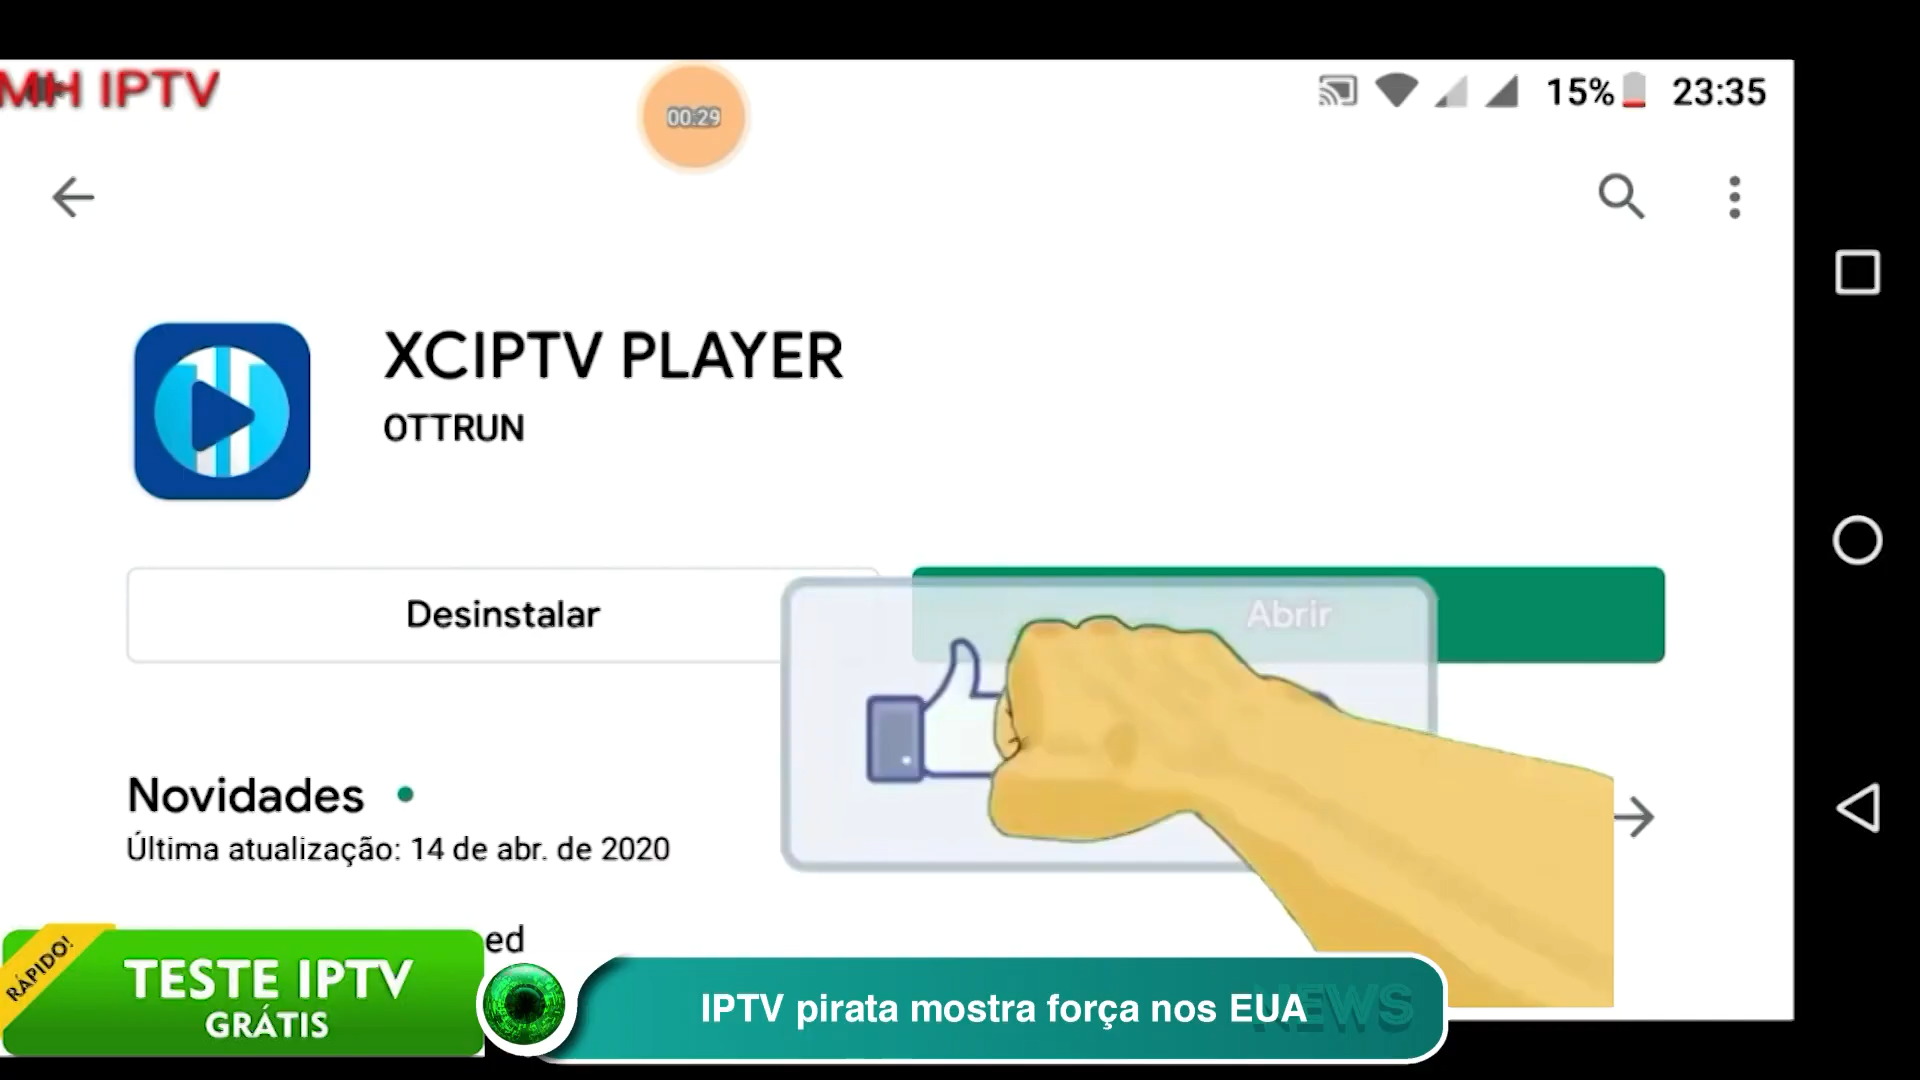 MH IPTV
00:29
15%
23:35
XCIPTV PLAYER
OTTRUN
Desinstalar
Abrir
Novidades
Última atualização: 14 de abr. de 2020
ed
RÁPIDO!
TESTE IPTV
GRÁTIS
IPTV pirata mostra força nos EUA
NEWS